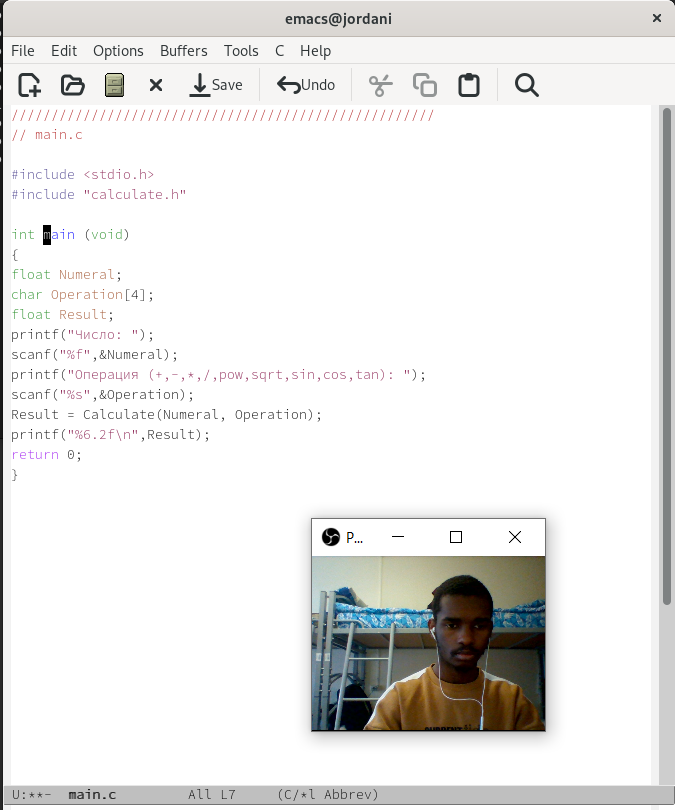 emacs@jordani
File Edit Options Buffers Tools C Help
Save Undo
/////////////////////////////////////////////////////
// main.c
#include <stdio.h>
#include "calculate.h"
int main (void)
{
float Numeral;
char Operation[4];
float Result;
printf("Число: ");
scanf("%f",&Numeral);
printf("Операция (+,-,*,/,pow,sqrt,sin,cos,tan): ");
scanf("%s",&Operation);
Result = Calculate(Numeral, Operation);
printf("%6.2f\n",Result);
return 0;
}
P...
U:**- main.c All L7 (C/*l Abbrev)